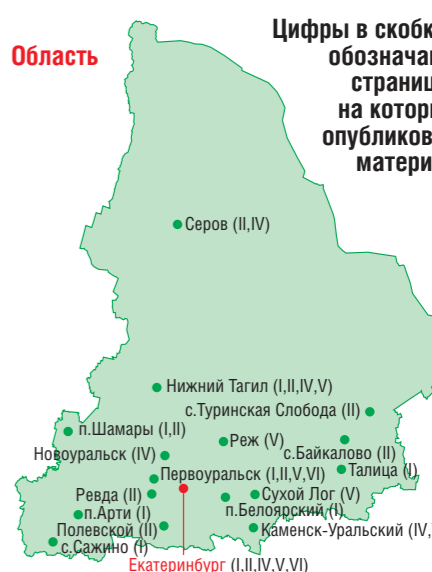 Область
Цифры в скобк
обознача
страниц
на котор
опубликов
матери
Серов (II,IV)
Нижний Тагил (I,II,IV,V)
с.Туринская Слобода (II)
п.Шамары (I,II)
Реж (V)
с.Байкалово (II)
Новоуральск (IV)
Талица (I)
Первоуральск (I,II,V,VI)
Ревда (II)
Сухой Лог (V)
п.Белоярский (I)
п.Арти (I)
Полевской (II)
Каменск-Уральский (IV,
с.Сажино (I)
Екатеринбург (I,II,IV,V,VI)